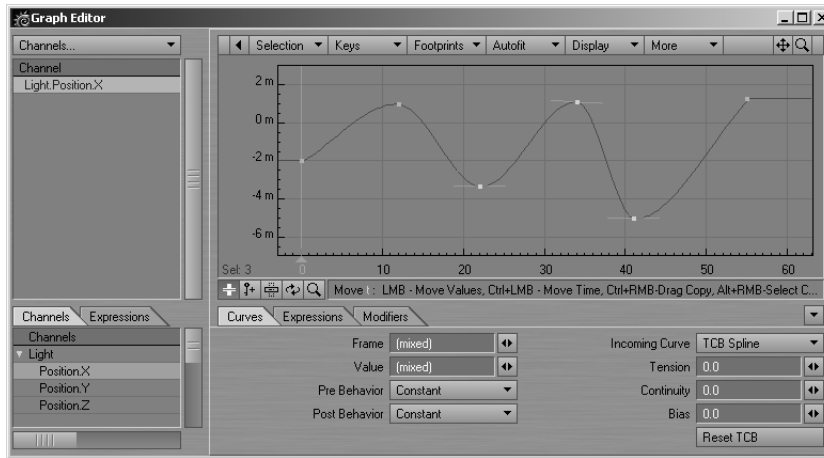 Graph Editor
Channels...
Selection Keys Footprints Autofit Display More
Channel
Light.Position.X
2 m
0 m
-2 m
-4 m
-6 m
Sel: 3 0 10 20 30 40 50 60
Move : LMB - Move Values, Ctrl+LMB - Move Time, Ctrl+RMB-Drag Copy, Alt+RMB-Select C...
Channels Expressions
Curves Expressions Modifiers
Channels
Light
Position.X
Position.Y
Position.Z
Frame (mixed)
Value (mixed)
Pre Behavior Constant
Post Behavior Constant
Incoming Curve TCB Spline
Tension 0.0
Continuity 0.0
Bias 0.0
Reset TCB